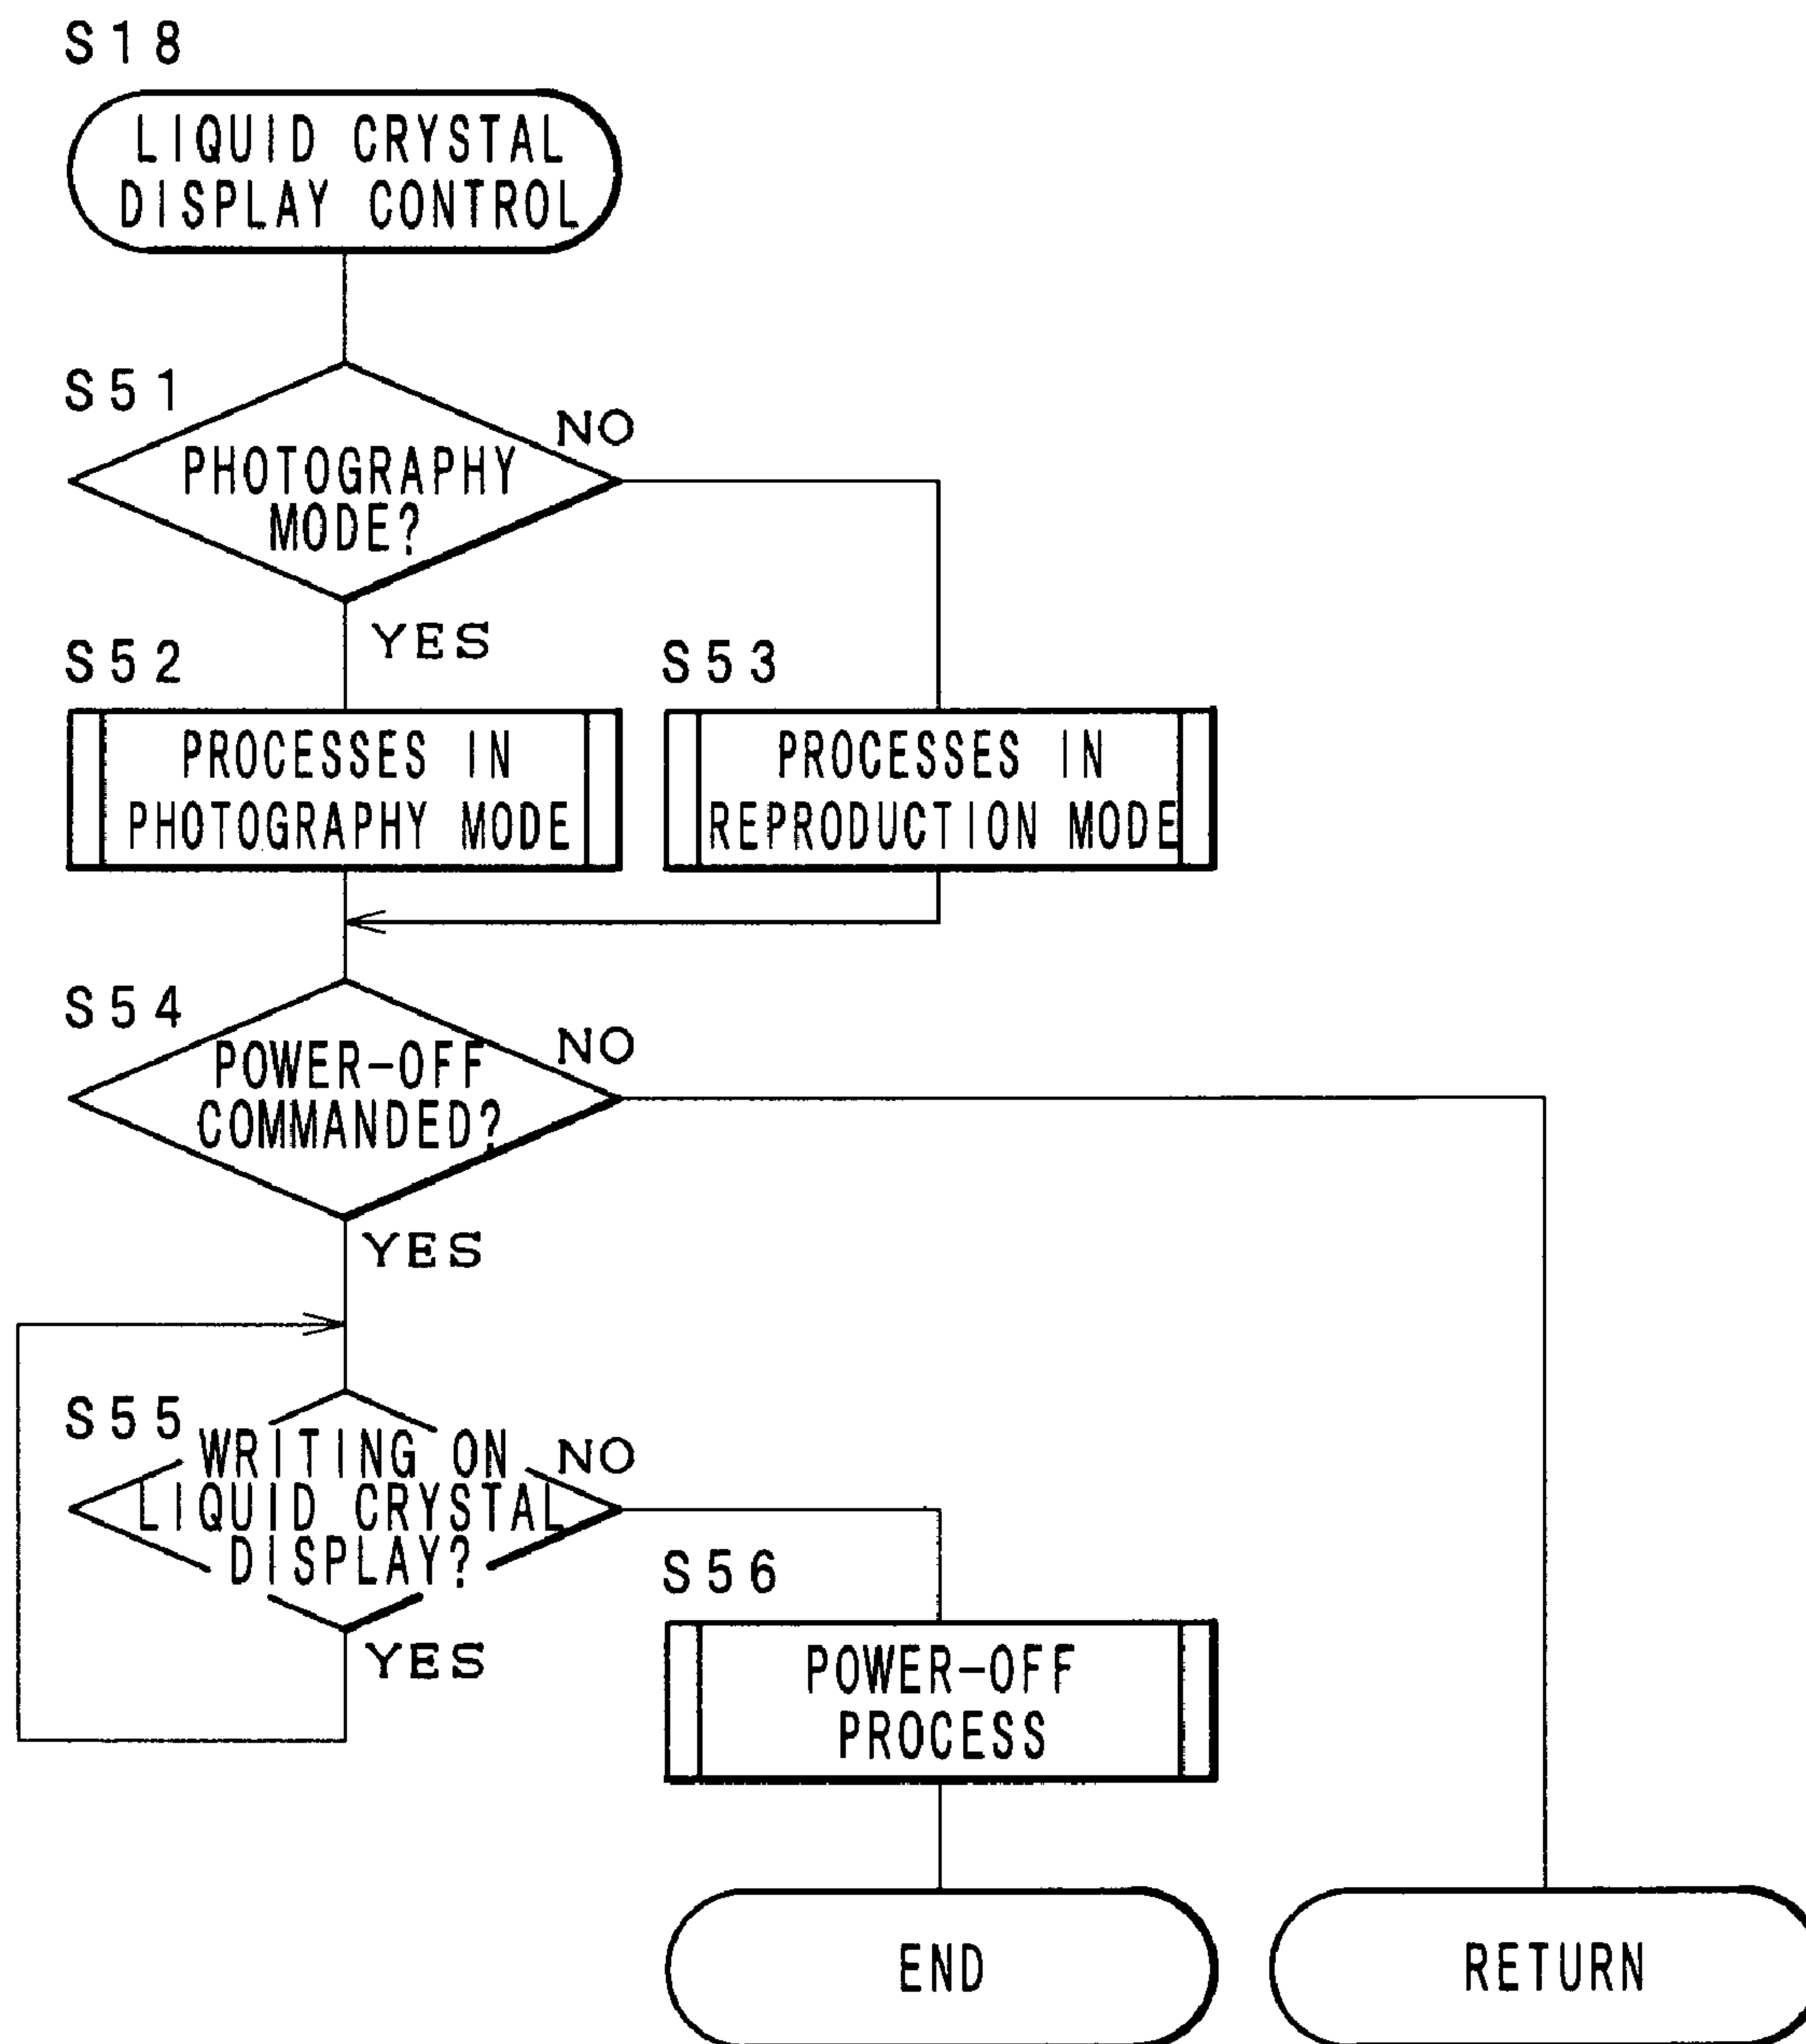 S18
LIQUID CRYSTAL
DISPLAY CONTROL
S51
NO
PHOTOGRAPHY
MODE?
YES
S52
S53
PROCESSES IN
PHOTOGRAPHY MODE
PROCESSES IN
REPRODUCTION MODE
S54
NO
POWER-OFF
COMMANDED?
YES
S55
WRITING ON
LIQUID CRYSTAL
DISPLAY?
NO
YES
S56
POWER-OFF
PROCESS
END
RETURN